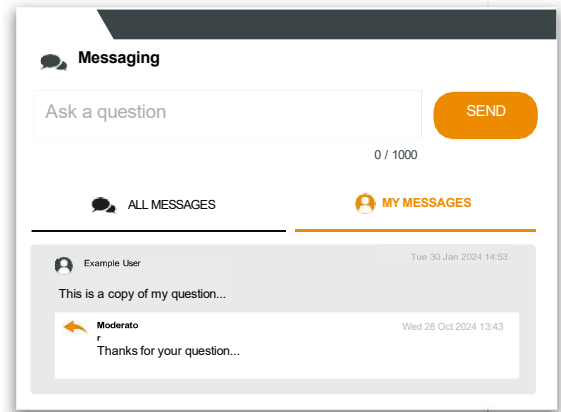 Messaging
Ask a question
SEND
0 / 1000
ALL MESSAGES
MY MESSAGES
Example User
Tue 30 Jan 2024 14:53
This is a copy of my question...
Moderato
r
Wed 28 Oct 2024 13:43
Thanks for your question...